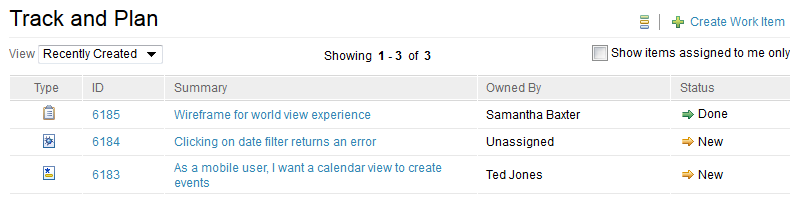 Track and Plan
Create Work Item
View Recently Created Showing 1 - 3 of 3 Show items assigned to me only
Type ID Summary Owned By Status
6185 Wireframe for world view experience Samantha Baxter Done
6184 Clicking on date filter returns an error Unassigned New
6183 As a mobile user, I want a calendar view to create events Ted Jones New